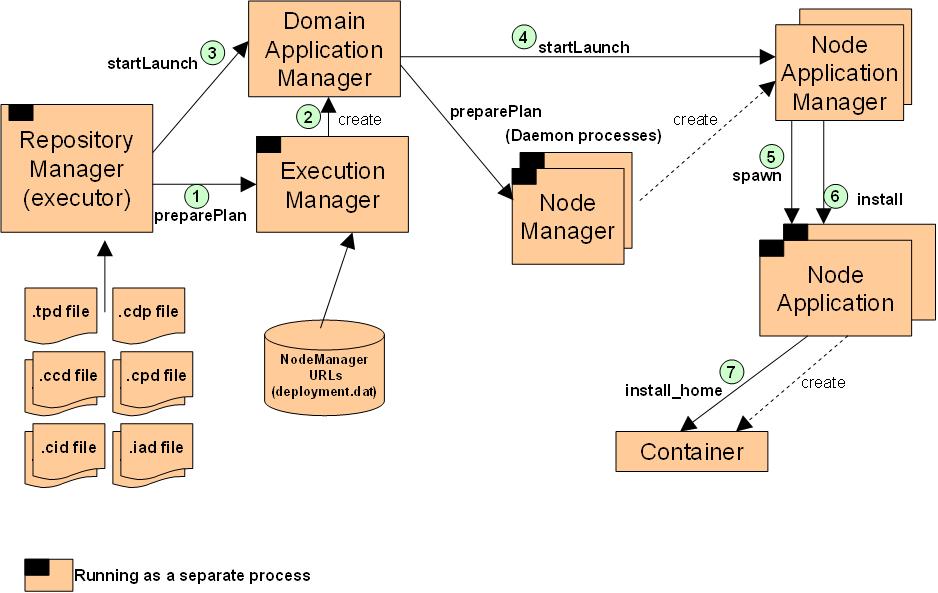 Domain
Application
Manager
3
startLaunch
4
startLaunch
Node
Application
Manager
Repository
Manager
(executor)
2
create
preparePlan
(Daemon processes)
create
Execution
Manager
1
preparePlan
Node
Manager
5
spawn
6
install
Node
Application
.tpd file
.cdp file
.ccd file
.cpd file
.cid file
.iad file
NodeManager
URLs
(deployment.dat)
7
install_home
create
Container
Running as a separate process